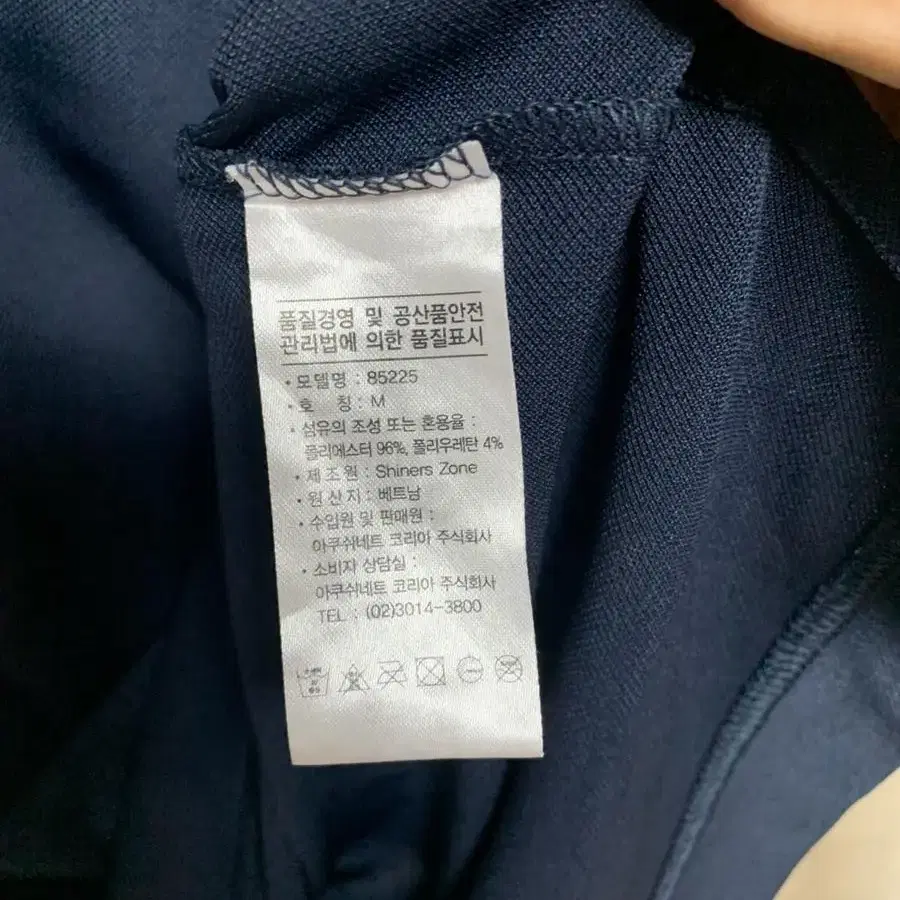 품질경영 및 공산품안전
관리법에 의한 품질표시
• 모델명 : 85225
• 호 칭 : M
• 섬유의 조성 또는 혼용율 :
폴리에스터 96%, 폴리우레탄 4%
• 제 조 원 : Shiners Zone
• 원 산 지 : 베트남
• 수입원 및 판매원 :
아쿠쉬네트 코리아 주식회사
• 소비자 상담실 :
아쿠쉬네트 코리아 주식회사
TEL : (02)3014-3800